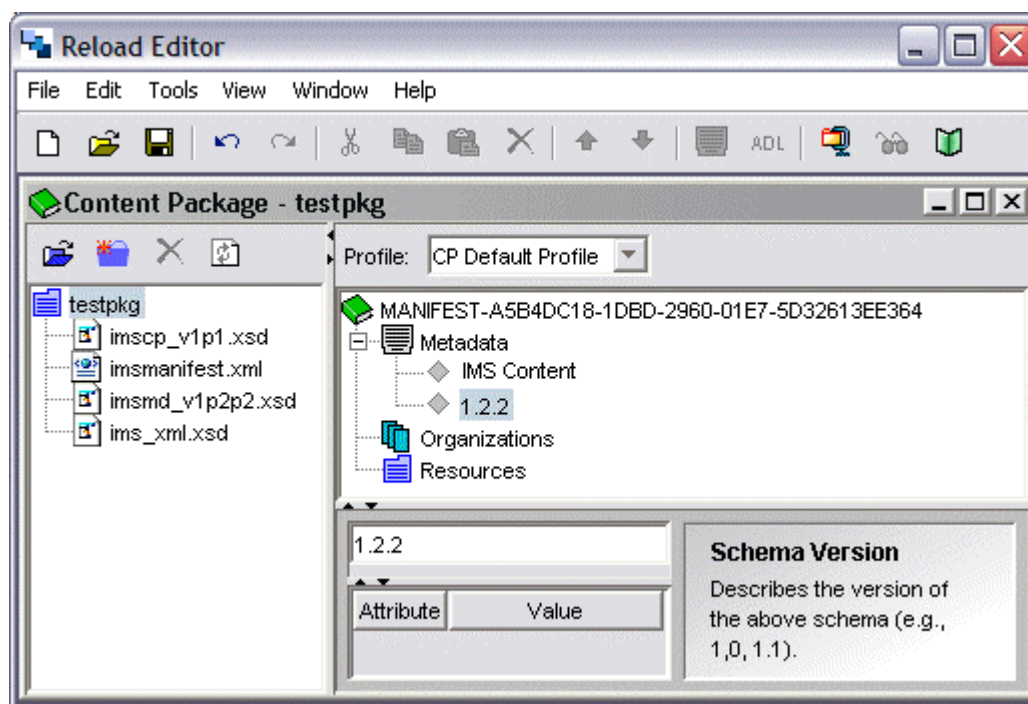 Reload Editor
File Edit Tools View Window Help
ADL
Content Package - testpkg
Profile: CP Default Profile
testpkg
imscp_v1p1.xsd
imsmanifest.xml
imsmd_v1p2p2.xsd
ims_xml.xsd
MANIFEST-A5B4DC18-1DBD-2960-01E7-5D32613EE364
Metadata
IMS Content
1.2.2
Organizations
Resources
1.2.2
Attribute Value
Schema Version
Describes the version of
the above schema (e.g.,
1,0, 1.1).